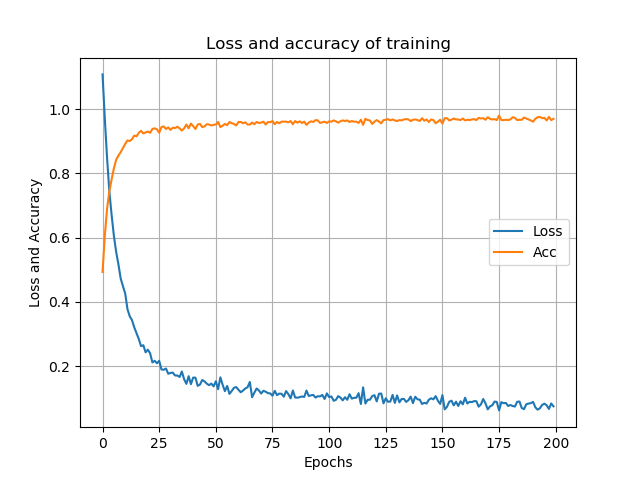 Loss and accuracy of training
Loss and Accuracy
1.0
0.8
0.6
0.4
0.2
Loss
Acc
0 25 50 75 100 125 150 175 200
Epochs